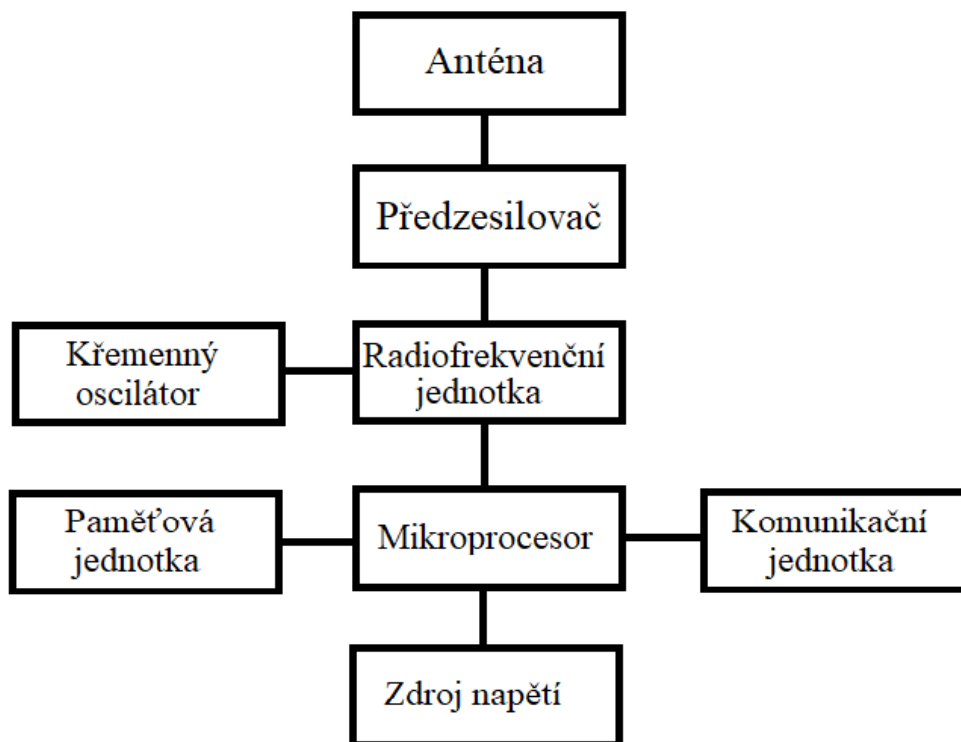 Anténa
Předzesilovač
Křemenný
oscilátor
Radiofrekvenční
jednotka
Paměťová
jednotka
Mikroprocesor
Komunikační
jednotka
Zdroj napětí